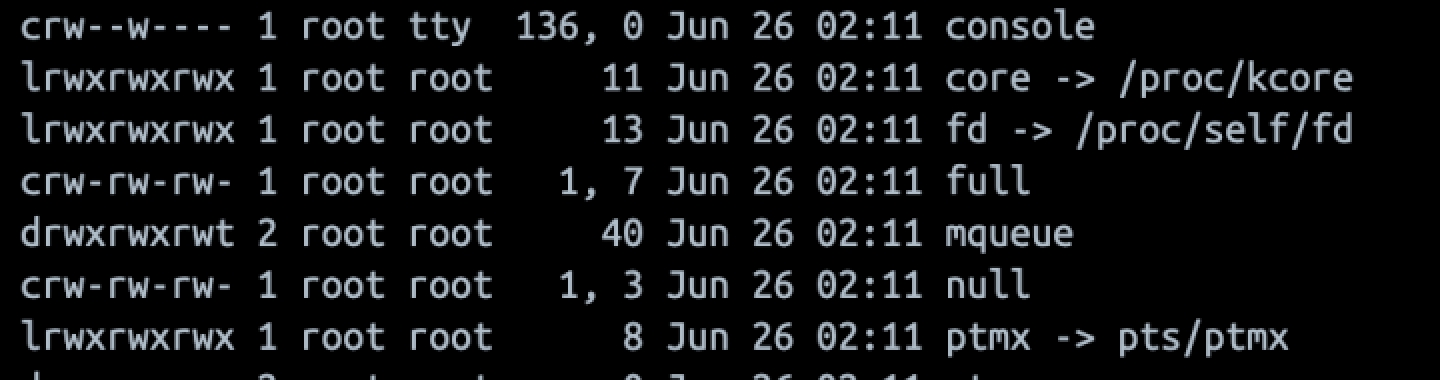 crw--w---- 1 root tty  136, 0 Jun 26 02:11 console
lrwxrwxrwx 1 root root     11 Jun 26 02:11 core -> /proc/kcore
lrwxrwxrwx 1 root root     13 Jun 26 02:11 fd -> /proc/self/fd
crw-rw-rw- 1 root root   1, 7 Jun 26 02:11 full
drwxrwxrwt 2 root root     40 Jun 26 02:11 mqueue
crw-rw-rw- 1 root root   1, 3 Jun 26 02:11 null
lrwxrwxrwx 1 root root      8 Jun 26 02:11 ptmx -> pts/ptmx